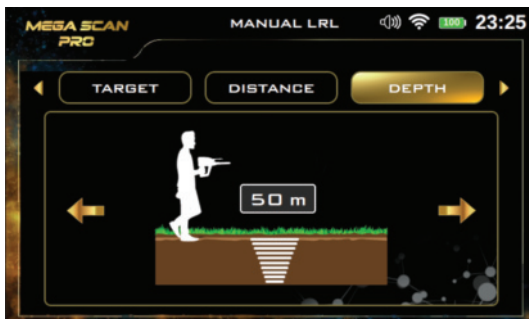 MEGA SCAN
PRO
MANUAL LRL
100
23:25
TARGET
DISTANCE
DEPTH
50 m